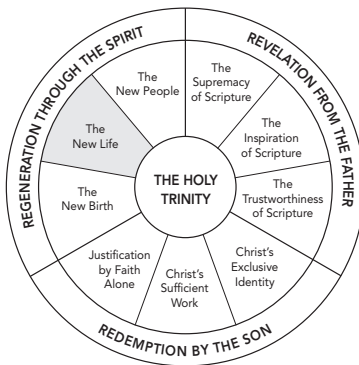 REGENERATION THROUGH THE SPIRIT
REVELATION FROM THE FATHER
REDEMPTION BY THE SON
THE HOLY
TRINITY
The
Supremacy
of Scripture
The
Inspiration
of Scripture
The
Trustworthiness
of Scripture
Christ’s
Exclusive
Identity
Christ’s
Sufficient
Work
Justification
by Faith
Alone
The
New Birth
The
New Life
The
New People